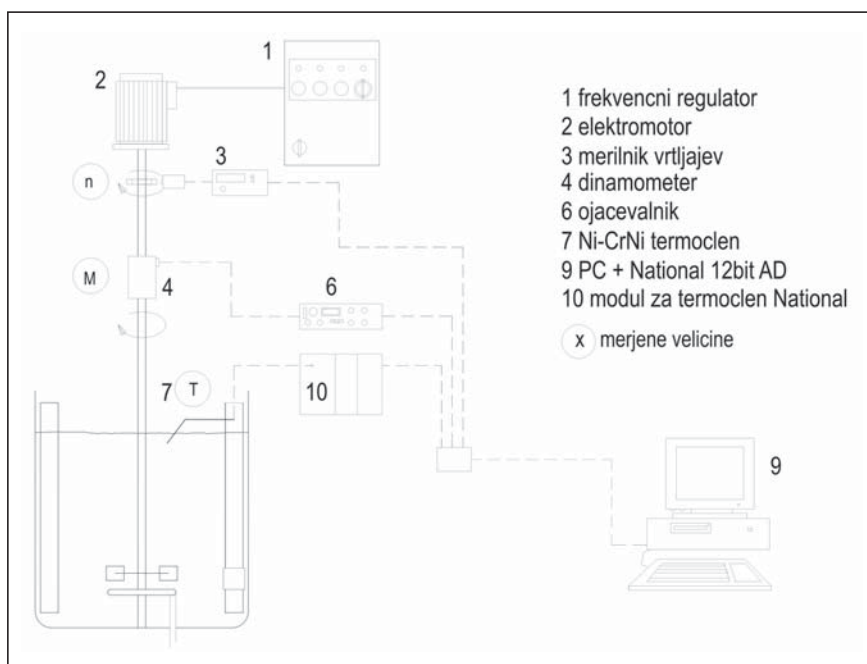 1
2
3
n
M
4
6
7 T
10
9
1 frekvencni regulator
2 elektromotor
3 merilnik vrtljajev
4 dinamometer
6 ojacevalnik
7 Ni-CrNi termoclen
9 PC + National 12bit AD
10 modul za termoclen National
x merjene velicine